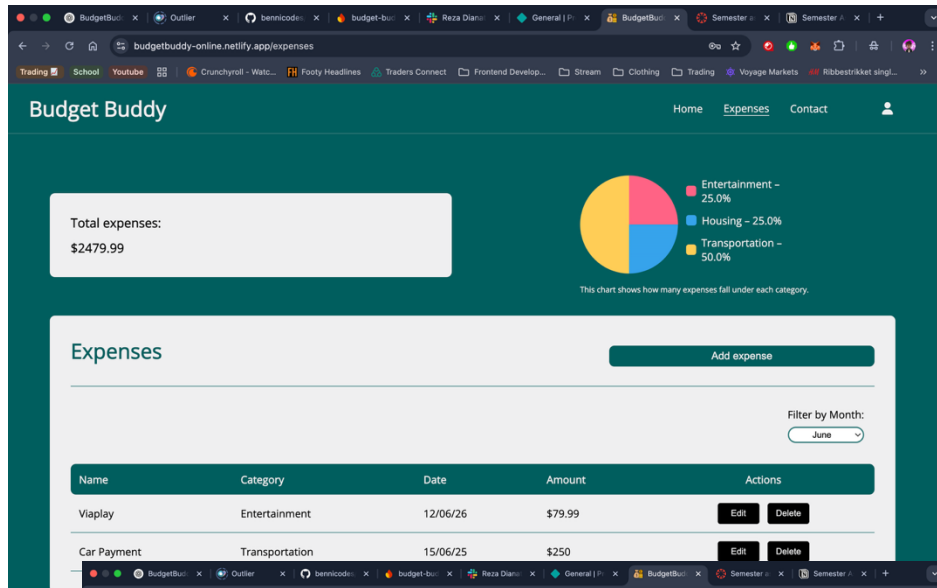 BudgetBud
Outlier
bennicodes
budget-bud
Reza Diana
General | P
BudgetBud
Semester a
Semester A
budgetbuddy-online.netlify.app/expenses
Trading
School
Youtube
Crunchyroll - Watc...
FH Footy Headlines
Traders Connect
Frontend Develop...
Stream
Clothing
Trading
Voyage Markets
Ribbestrikket singl...
Budget Buddy
Home
Expenses
Contact
Total expenses:
$2479.99
Entertainment –
25.0%
Housing – 25.0%
Transportation –
50.0%
This chart shows how many expenses fall under each category.
Expenses
Add expense
Filter by Month:
June
Name Category Date Amount Actions
Viaplay Entertainment 12/06/26 $79.99 Edit Delete
Car Payment Transportation 15/06/25 $250 Edit Delete
BudgetBud
Outlier
bennicodes
budget-bud
Reza Diana
General | P
BudgetBud
Semester a
Semester A